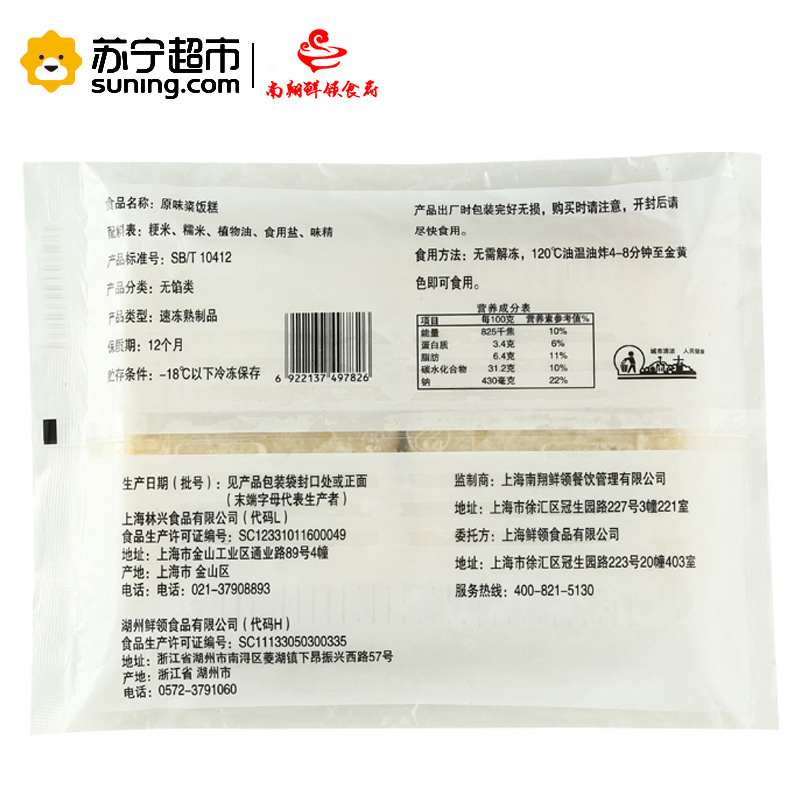 苏宁超市
suning.com
南翔鲜领食府
食品名称：原味粢饭糕
配料表：粳米、糯米、植物油、食用盐、味精
产品标准号：SB/T 10412
产品分类：无馅类
产品类型：速冻熟制品
保质期：12个月
贮存条件：-18℃以下冷冻保存
6 922137 497826
产品出厂时包装完好无损，购买时请注意，开封后请
尽快食用。
食用方法：无需解冻，120℃油温油炸4-8分钟至金黄
色即可食用。
营养成分表
项目 每100克 营养素参考值%
能量 825千焦 10%
蛋白质 3.4克 6%
脂肪 6.4克 11%
碳水化合物 31.2克 10%
钠 430毫克 22%
城市清洁 人民健康
生产日期（批号）：见产品包装袋封口处或正面
（末端字母代表生产者）
上海林兴食品有限公司（代码L）
食品生产许可证编号：SC12331011600049
地址：上海市金山工业区通业路89号4幢
产地：上海市 金山区
电话：电话：021-37908893
湖州鲜领食品有限公司（代码H）
食品生产许可证编号：SC11133050300335
地址：浙江省湖州市南浔区菱湖镇下昂振兴西路57号
产地：浙江省 湖州市
电话：0572-3791060
监制商：上海南翔鲜领餐饮管理有限公司
地址：上海市徐汇区冠生园路227号3幢221室
委托方：上海鲜领食品有限公司
地址：上海市徐汇区冠生园路223号20幢403室
服务热线：400-821-5130